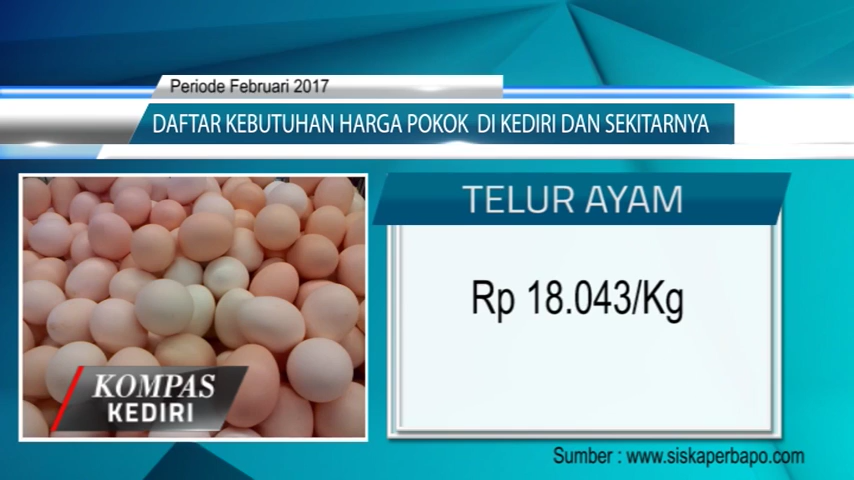 Periode Februari 2017
DAFTAR KEBUTUHAN HARGA POKOK DI KEDIRI DAN SEKITARNYA
TELUR AYAM
Rp 18.043/Kg
KOMPAS
KEDIRI
Sumber : www.siskaperbapo.com